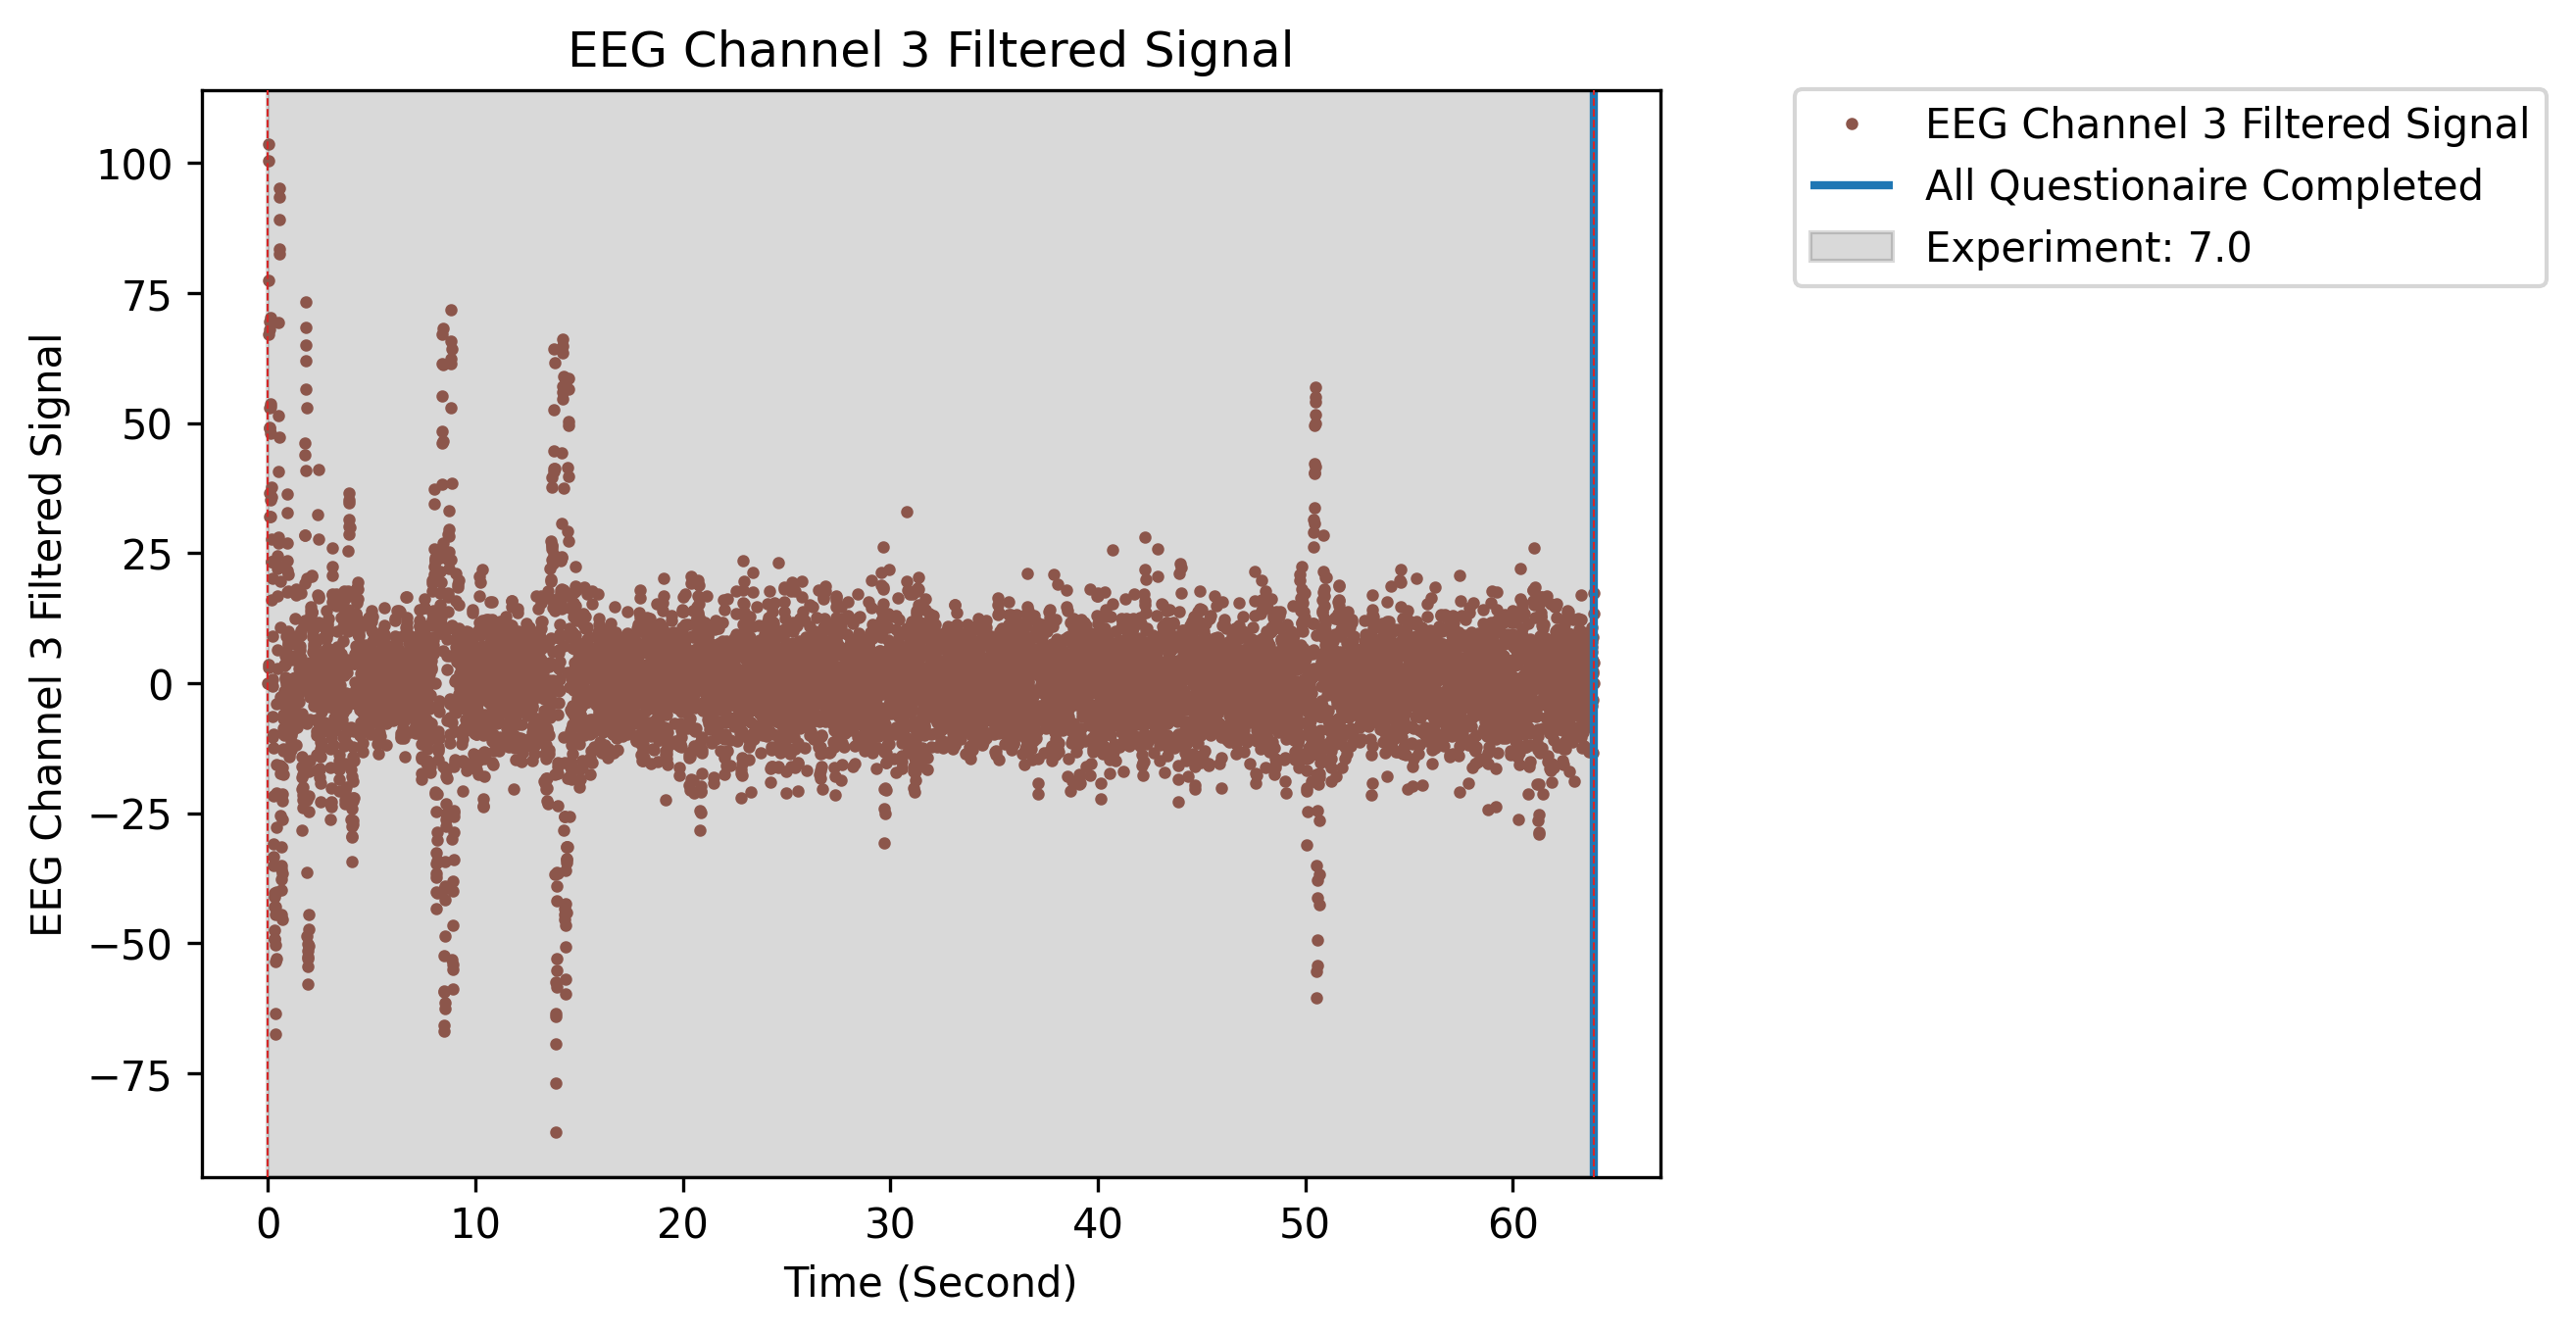 EEG Channel 3 Filtered Signal
EEG Channel 3 Filtered Signal
100
75
50
25
0
−25
−50
−75
0 10 20 30 40 50 60
Time (Second)
EEG Channel 3 Filtered Signal
All Questionaire Completed
Experiment: 7.0